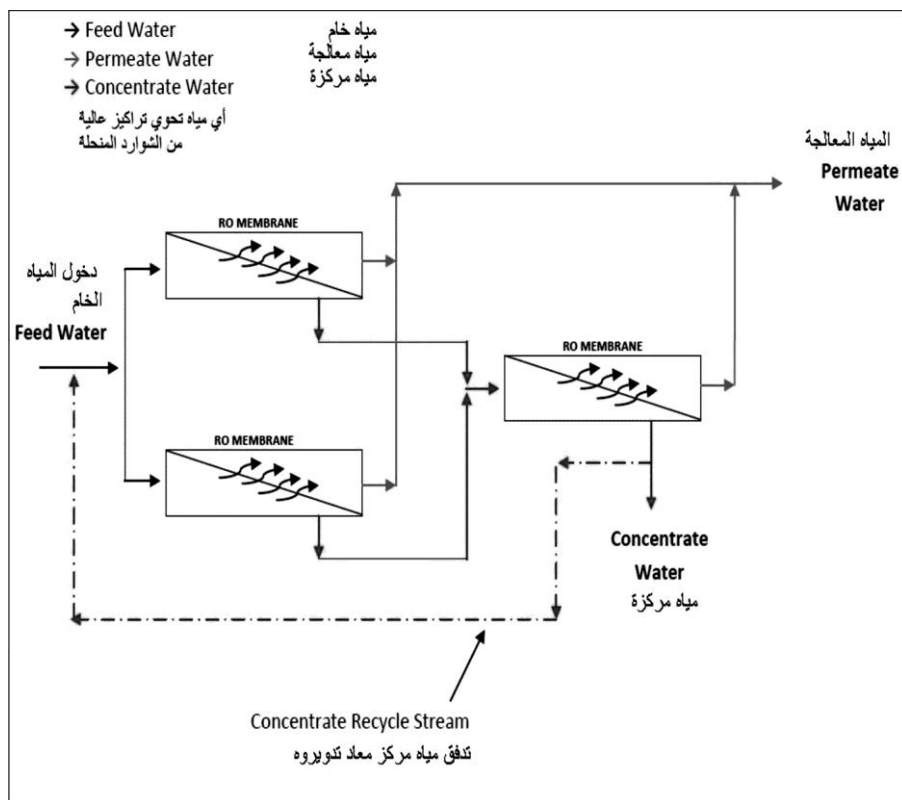 → Feed Water
مياه خام
→ Permeate Water
مياه معالجة
→ Concentrate Water
مياه مركزة
أي مياه تحوي تراكيز عالية
من الشوارد المنحلة
المياه المعالجة
Permeate
Water
RO MEMBRANE
دخول المياه
الخام
Feed Water
RO MEMBRANE
RO MEMBRANE
Concentrate
Water
مياه مركزة
Concentrate Recycle Stream
تدفق مياه مركز معاد تدويروه